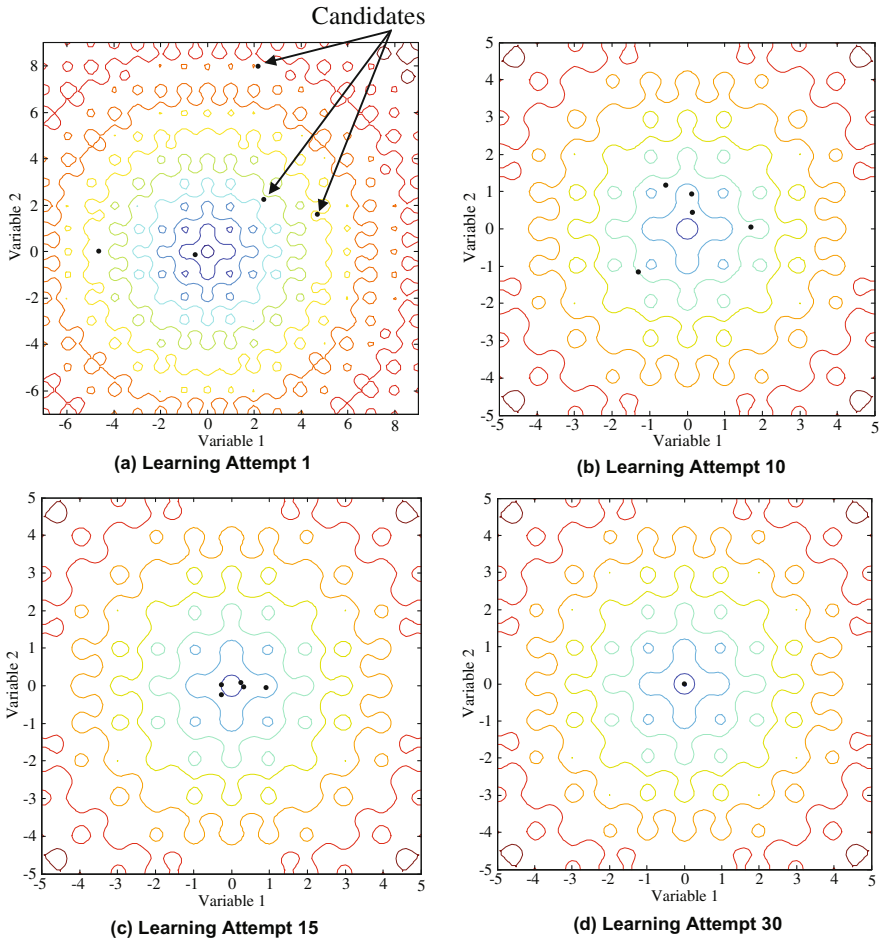 Candidates
8
6
4
2
0
-2
-4
-6
Variable 2
-6 -4 -2 0 2 4 6 8
Variable 1
(a) Learning Attempt 1
5
4
3
2
1
0
-1
-2
-3
-4
-5
Variable 2
-5 -4 -3 -2 -1 0 1 2 3 4 5
Variable 1
(b) Learning Attempt 10
5
4
3
2
1
0
-1
-2
-3
-4
-5
Variable 2
-5 -4 -3 -2 -1 0 1 2 3 4 5
Variable 1
(c) Learning Attempt 15
5
4
3
2
1
0
-1
-2
-3
-4
-5
Variable 2
-5 -4 -3 -2 -1 0 1 2 3 4 5
Variable 1
(d) Learning Attempt 30